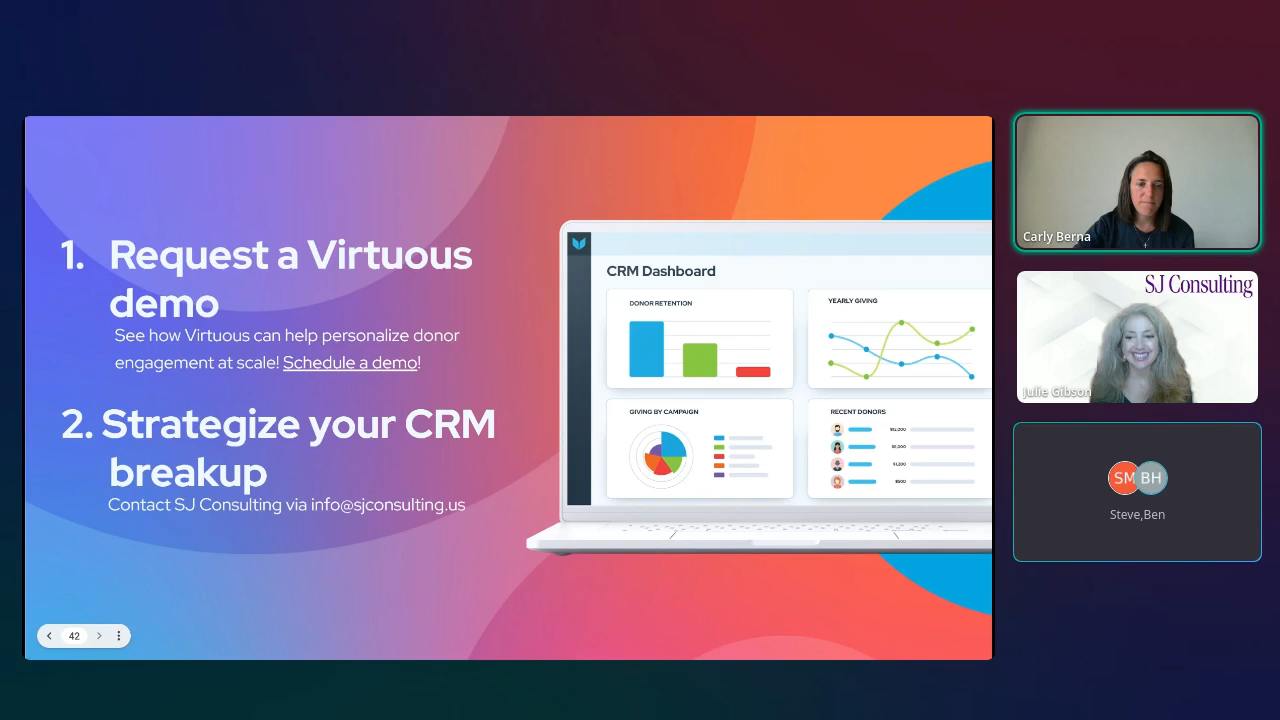 1. Request a Virtuous
demo
See how Virtuous can help personalize donor
engagement at scale! Schedule a demo!
2. Strategize your CRM
breakup
Contact SJ Consulting via info@sjconsulting.us
CRM Dashboard
DONOR RETENTION
YEARLY GIVING
GIVING BY CAMPAIGN
RECENT DONORS
$500
42
Carly Berna
SJ Consulting
Julie Gibson
SM BH
Steve,Ben